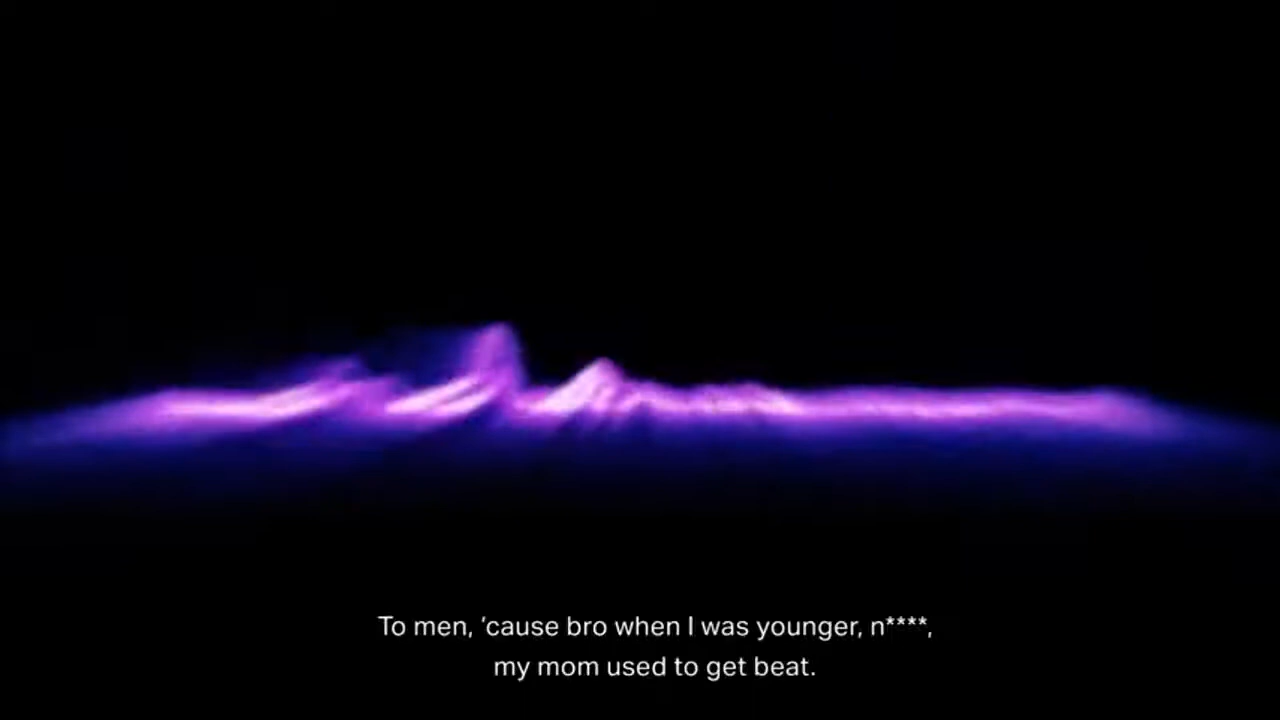 To men, ‘cause bro when I was younger, n****,
my mom used to get beat.